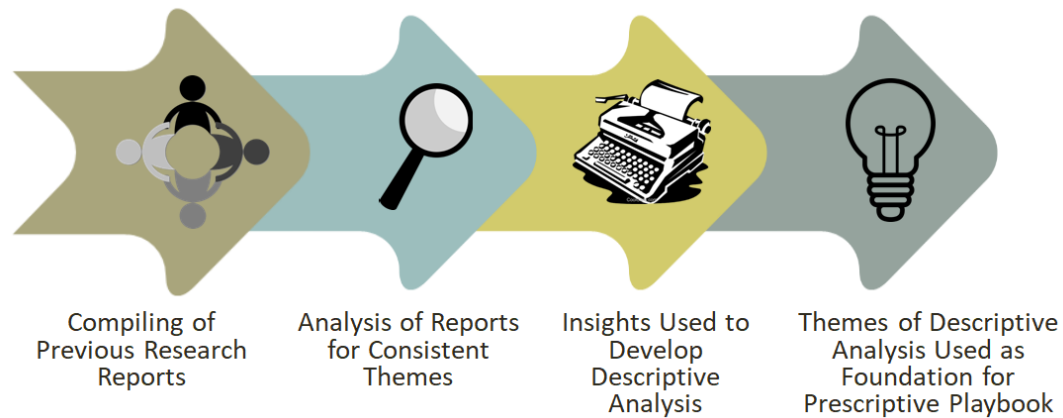 Compiling of
Previous Research
Reports
Analysis of Reports
for Consistent
Themes
Insights Used to
Develop
Descriptive
Analysis
Themes of Descriptive
Analysis Used as
Foundation for
Prescriptive Playbook